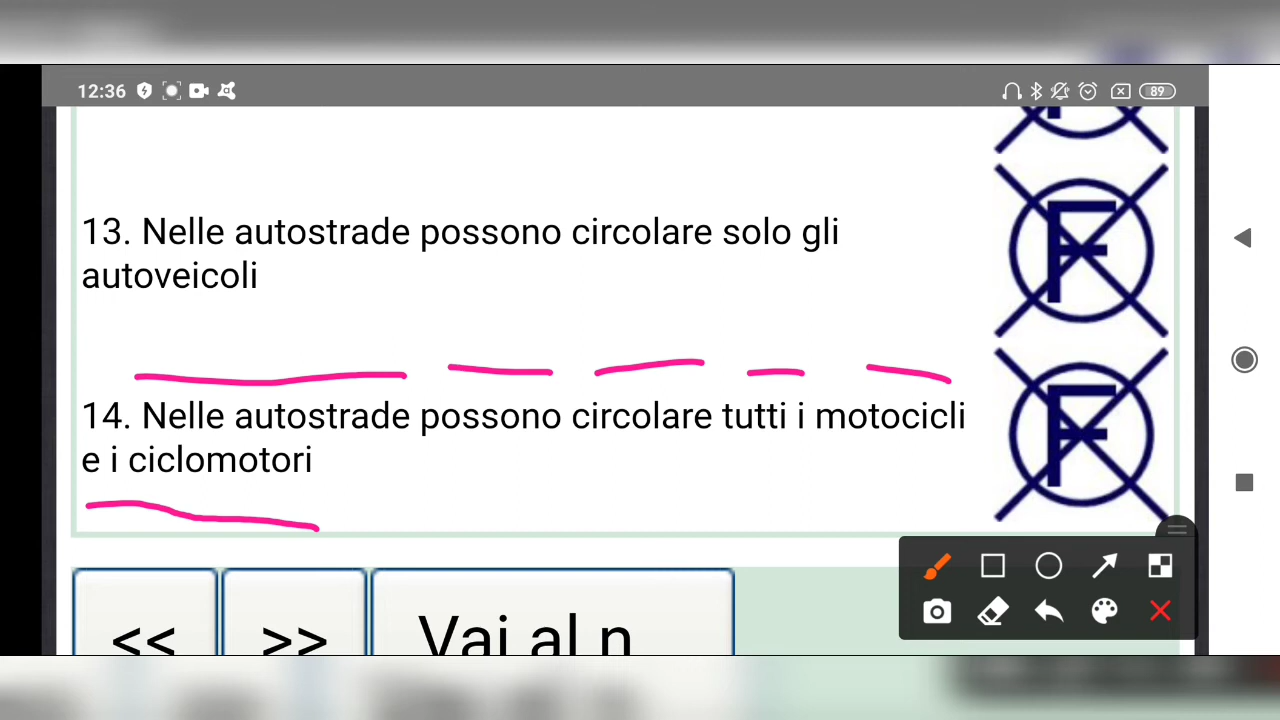 12:36
89
F
13. Nelle autostrade possono circolare solo gli
autoveicoli
F
14. Nelle autostrade possono circolare tutti i motocicli
e i ciclomotori
<<
>>
Vai al n